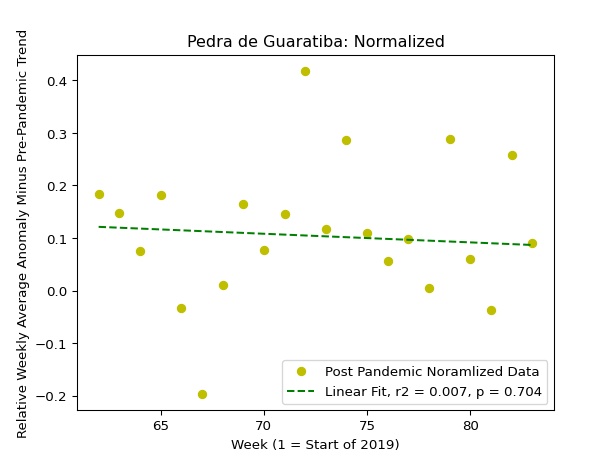 Pedra de Guaratiba: Normalized
Relative Weekly Average Anomaly Minus Pre-Pandemic Trend
0.4
0.3
0.2
0.1
0.0
−0.1
−0.2
65
70
75
80
Week (1 = Start of 2019)
Post Pandemic Noramlized Data
Linear Fit, r2 = 0.007, p = 0.704